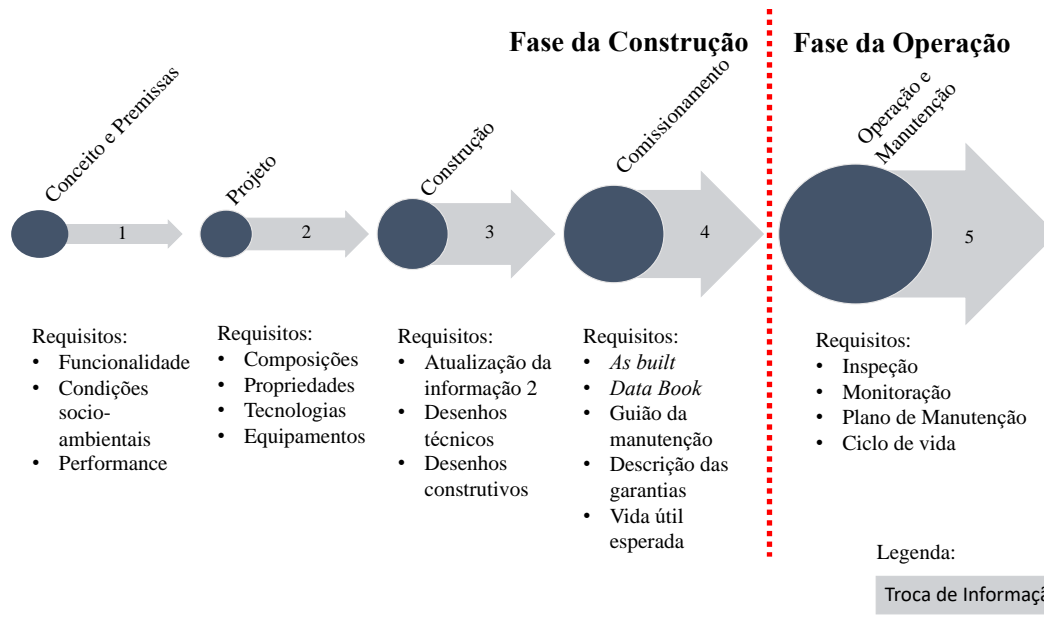 Fase da Construção
Fase da Operação
Conceito e Premissas
Projeto
Construção
Comissionamento
Operação e
Manutenção
1
2
3
4
5
Requisitos:
• Funcionalidade
• Condições
socio-
ambientais
• Performance
Requisitos:
• Composições
• Propriedades
• Tecnologias
• Equipamentos
Requisitos:
• Atualização da
informação 2
• Desenhos
técnicos
• Desenhos
construtivos
Requisitos:
• As built
• Data Book
• Guião da
manutenção
• Descrição das
garantias
• Vida útil
esperada
Requisitos:
• Inspeção
• Monitoração
• Plano de Manutenção
• Ciclo de vida
Legenda:
Troca de Informaçã